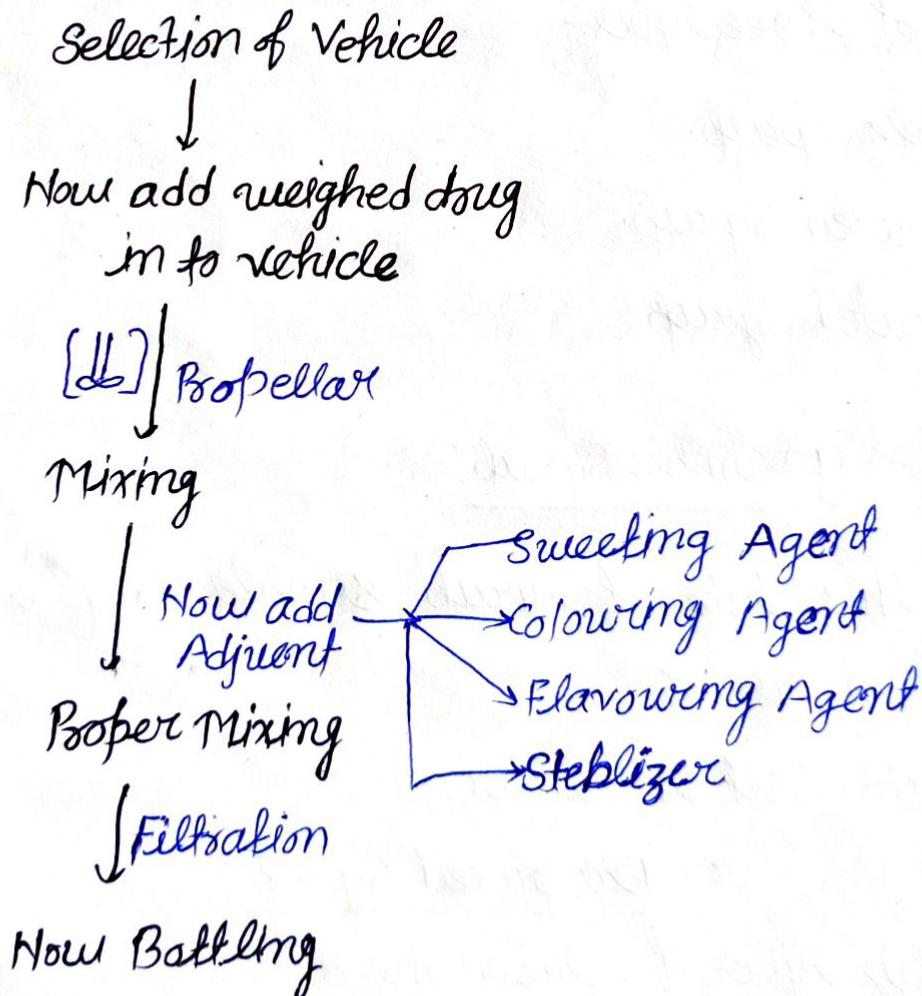 Selection of Vehicle
Now add weighed drug
in to vehicle
Propellar
Mixing
Now add
Adjuent
Sweeting Agent
Colouring Agent
Flavouring Agent
Steblizer
Proper Mixing
Filtration
Now Bottling